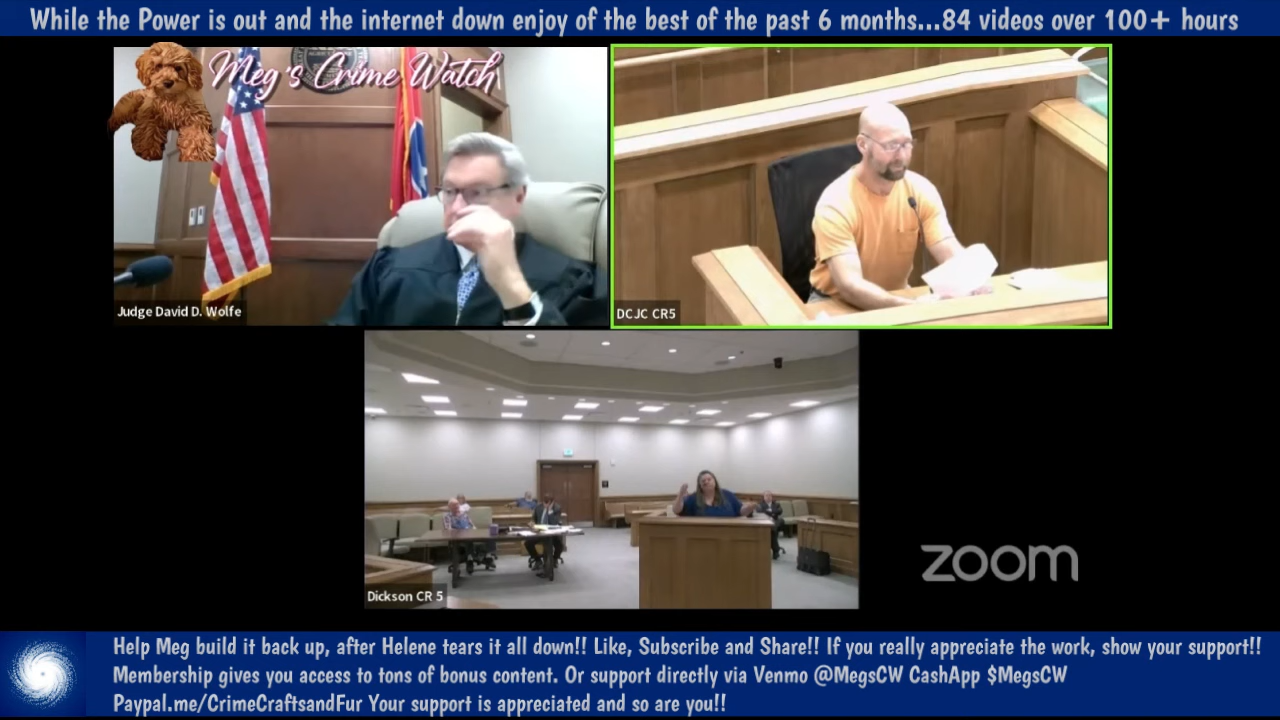 While the Power is out and the internet down enjoy of the best of the past 6 months...84 videos over 100+ hours
Meg's Crime Watch
Judge David D. Wolfe
DCJC CR5
Dickson CR 5
zoom
Help Meg build it back up, after Helene tears it all down!! Like, Subscribe and Share!! If you really appreciate the work, show your support!!
Membership gives you access to tons of bonus content. Or support directly via Venmo @MegsCW CashApp $MegsCW
Paypal.me/CrimeCraftsandFur Your support is appreciated and so are you!!